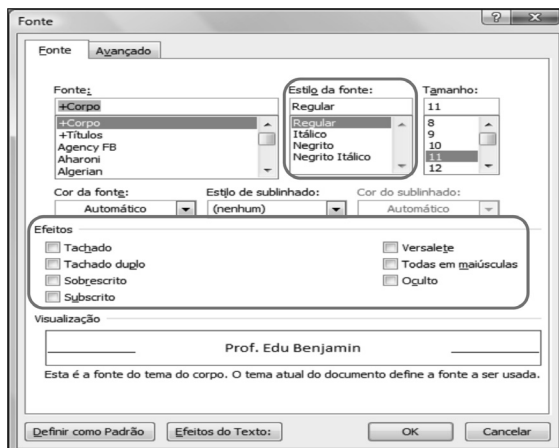 Fonte
Fonte Avançado
Fonte: Estilo da fonte: Tamanho:
+Corpo Regular 11
+Corpo Regular 8
+Títulos Itálico 9
Agency FB Negrito 10
Aharoni Negrito Itálico 11
Algerian 12
Cor da fonte: Estilo de sublinhado: Cor do sublinhado:
Automático (nenhum) Automático
Efeitos
Tachado Versalete
Tachado duplo Todas em maiúsculas
Sobrescrito Oculto
Subscrito
Visualização
Prof. Edu Benjamin
Esta é a fonte do tema do corpo. O tema atual do documento define a fonte a ser usada.
Definir como Padrão Efeitos do Texto: OK Cancelar